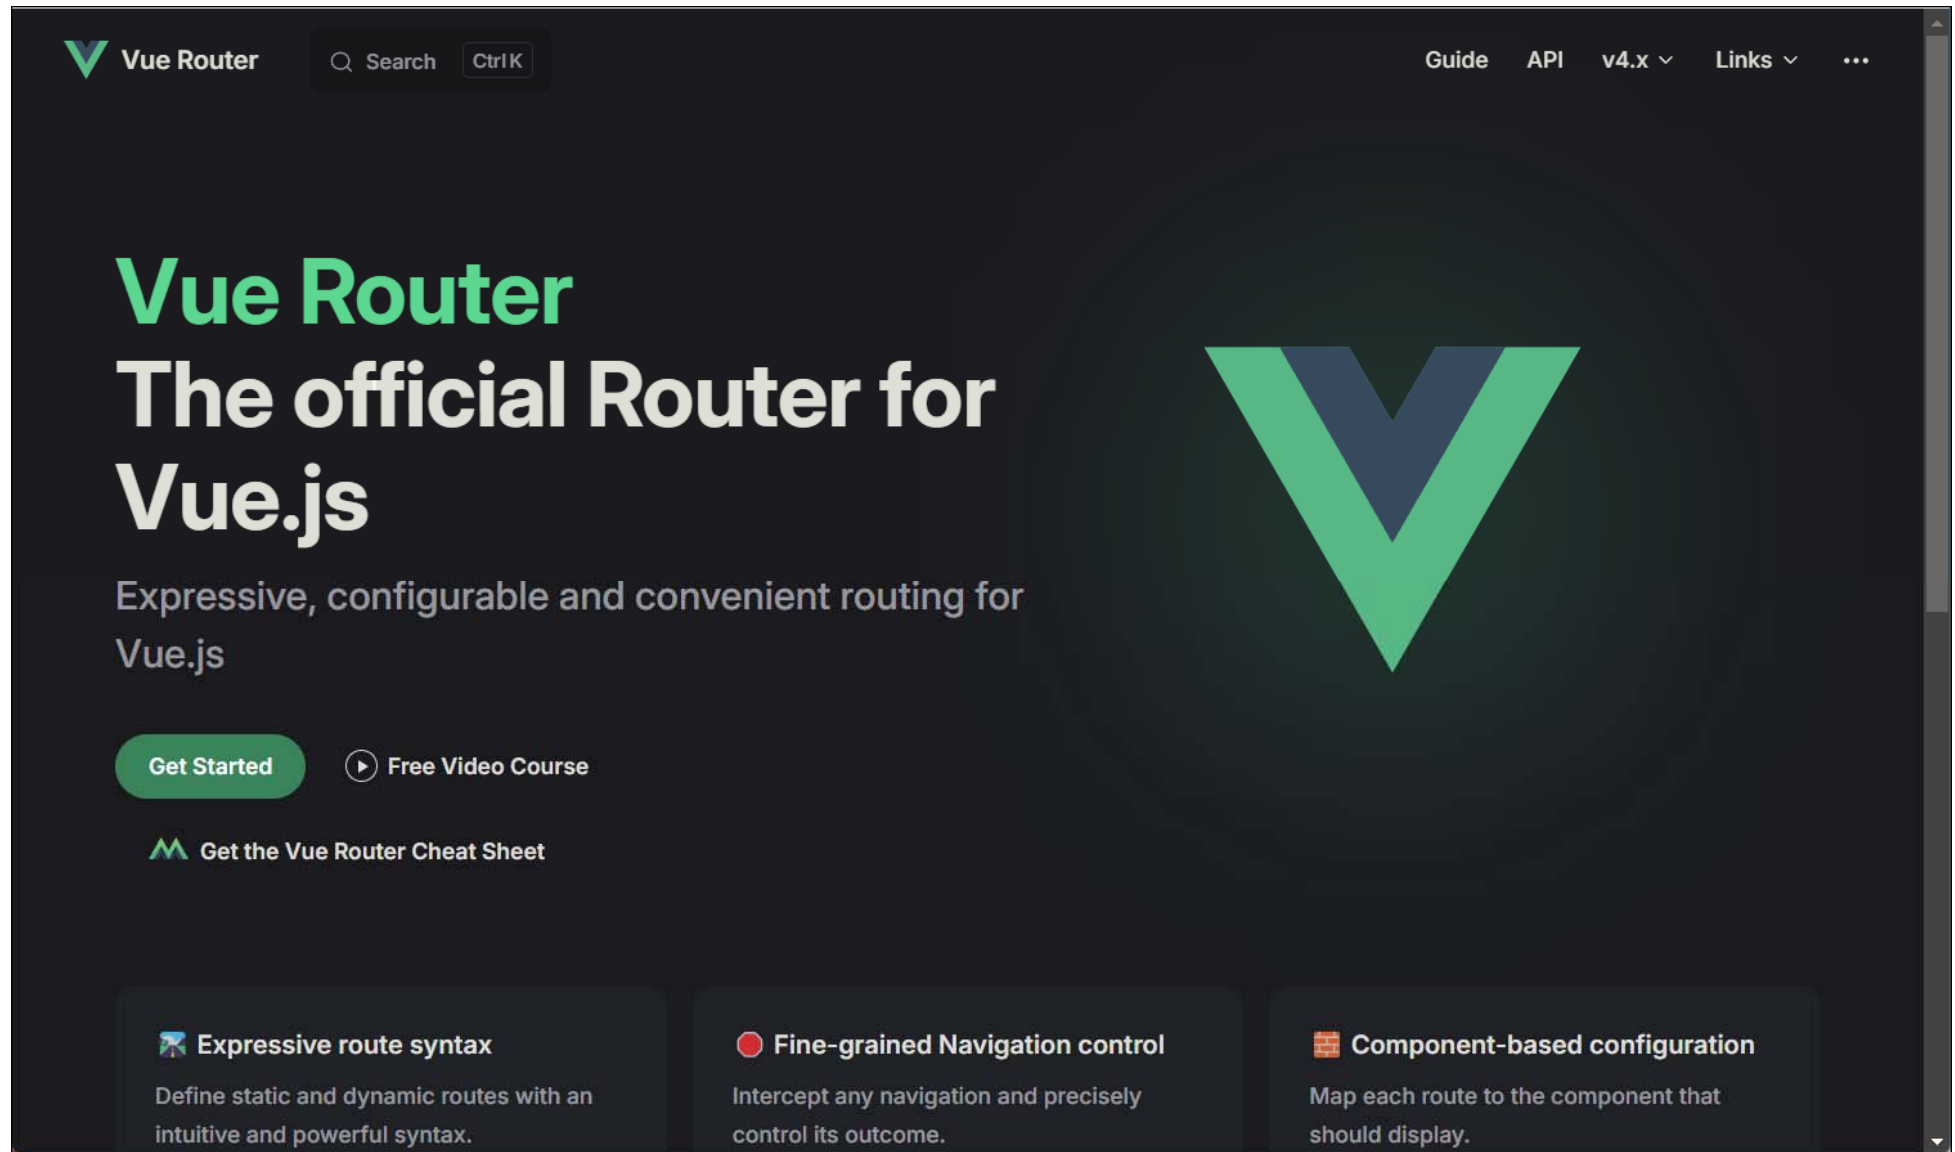 Vue Router
Search Ctrl K
Guide API v4.x Links
Vue Router
The official Router for
Vue.js
Expressive, configurable and convenient routing for
Vue.js
Get Started
Free Video Course
Get the Vue Router Cheat Sheet
Expressive route syntax
Define static and dynamic routes with an
intuitive and powerful syntax.
Fine-grained Navigation control
Intercept any navigation and precisely
control its outcome.
Component-based configuration
Map each route to the component that
should display.